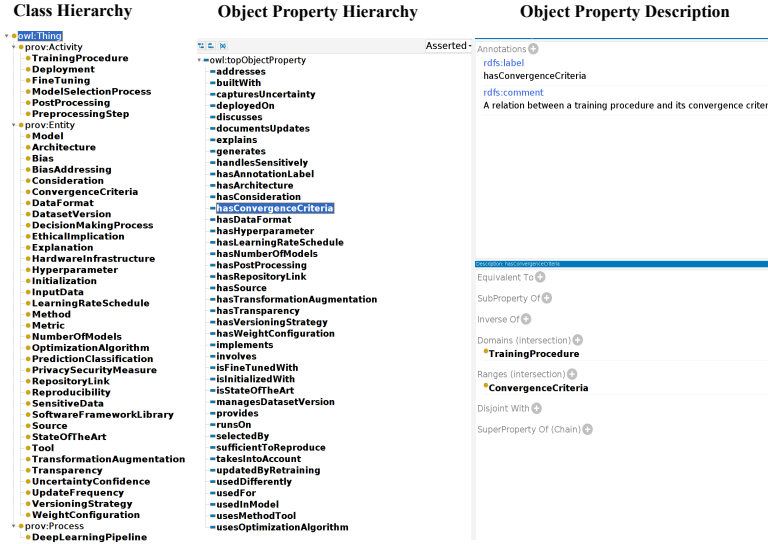 Class Hierarchy
owl:Thing
prov:Activity
TrainingProcedure
Deployment
FineTuning
ModelSelectionProcess
PostProcessing
PreprocessingStep
prov:Entity
Model
Architecture
Bias
BiasAddressing
Consideration
ConvergenceCriteria
DataFormat
DatasetVersion
DecisionMakingProcess
EthicalImplication
Explanation
HardwareInfrastructure
Hyperparameter
Initialization
InputData
LearningRateSchedule
Method
Metric
NumberOfModels
OptimizationAlgorithm
PredictionClassification
PrivacySecurityMeasure
RepositoryLink
Reproducibility
SensitiveData
SoftwareFrameworkLibrary
Source
StateOfTheArt
Tool
TransformationAugmentation
Transparency
UncertaintyConfidence
UpdateFrequency
VersioningStrategy
WeightConfiguration
prov:Process
DeepLearningPipeline
Object Property Hierarchy
Asserted
owl:topObjectProperty
addresses
builtWith
capturesUncertainty
deployedOn
discusses
documentsUpdates
explains
generates
handlesSensitively
hasAnnotationLabel
hasArchitecture
hasConsideration
hasConvergenceCriteria
hasDataFormat
hasHyperparameter
hasLearningRateSchedule
hasNumberOfModels
hasPostProcessing
hasRepositoryLink
hasSource
hasTransformationAugmentation
hasTransparency
hasVersioningStrategy
hasWeightConfiguration
implements
involves
isFineTunedWith
isInitializedWith
isStateOfTheArt
managesDatasetVersion
provides
runsOn
selectedBy
sufficientToReproduce
takesIntoAccount
updatedByRetraining
usedDifferently
usedFor
usedInModel
usesMethodTool
usesOptimizationAlgorithm
Object Property Description
Annotations
rdfs:label
hasConvergenceCriteria
rdfs:comment
A relation between a training procedure and its convergence criter
Description: hasConvergenceCriteria
Equivalent To
SubProperty Of
Inverse Of
Domains (intersection)
TrainingProcedure
Ranges (intersection)
ConvergenceCriteria
Disjoint With
SuperProperty Of (Chain)